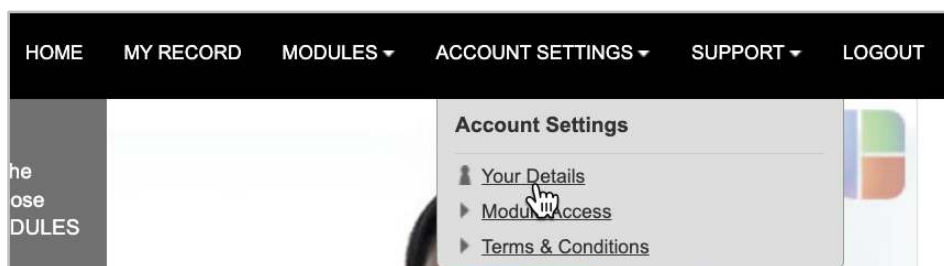 HOME MY RECORD MODULES ACCOUNT SETTINGS SUPPORT LOGOUT
Account Settings
he
Your Details
ose
Module Access
DULES
Terms & Conditions